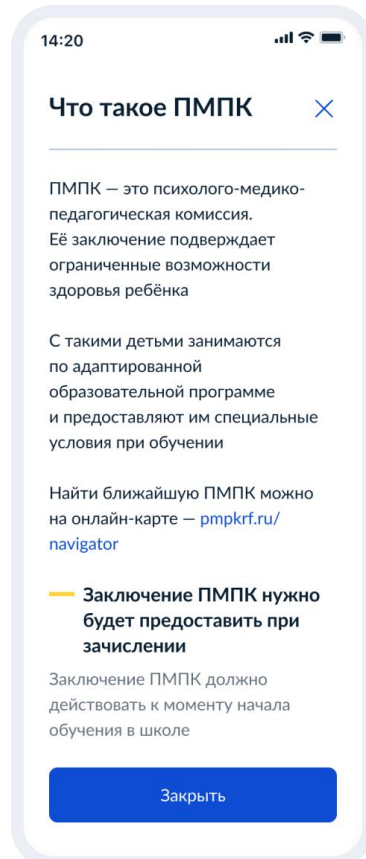 14:20
Что такое ПМПК
ПМПК — это психолого-медико-
педагогическая комиссия.
Её заключение подтверждает
ограниченные возможности
здоровья ребёнка
С такими детьми занимаются
по адаптированной
образовательной программе
и предоставляют им специальные
условия при обучении
Найти ближайшую ПМПК можно
на онлайн-карте — pmpkrf.ru/
navigator
Заключение ПМПК нужно
будет предоставить при
зачислении
Заключение ПМПК должно
действовать к моменту начала
обучения в школе
Закрыть